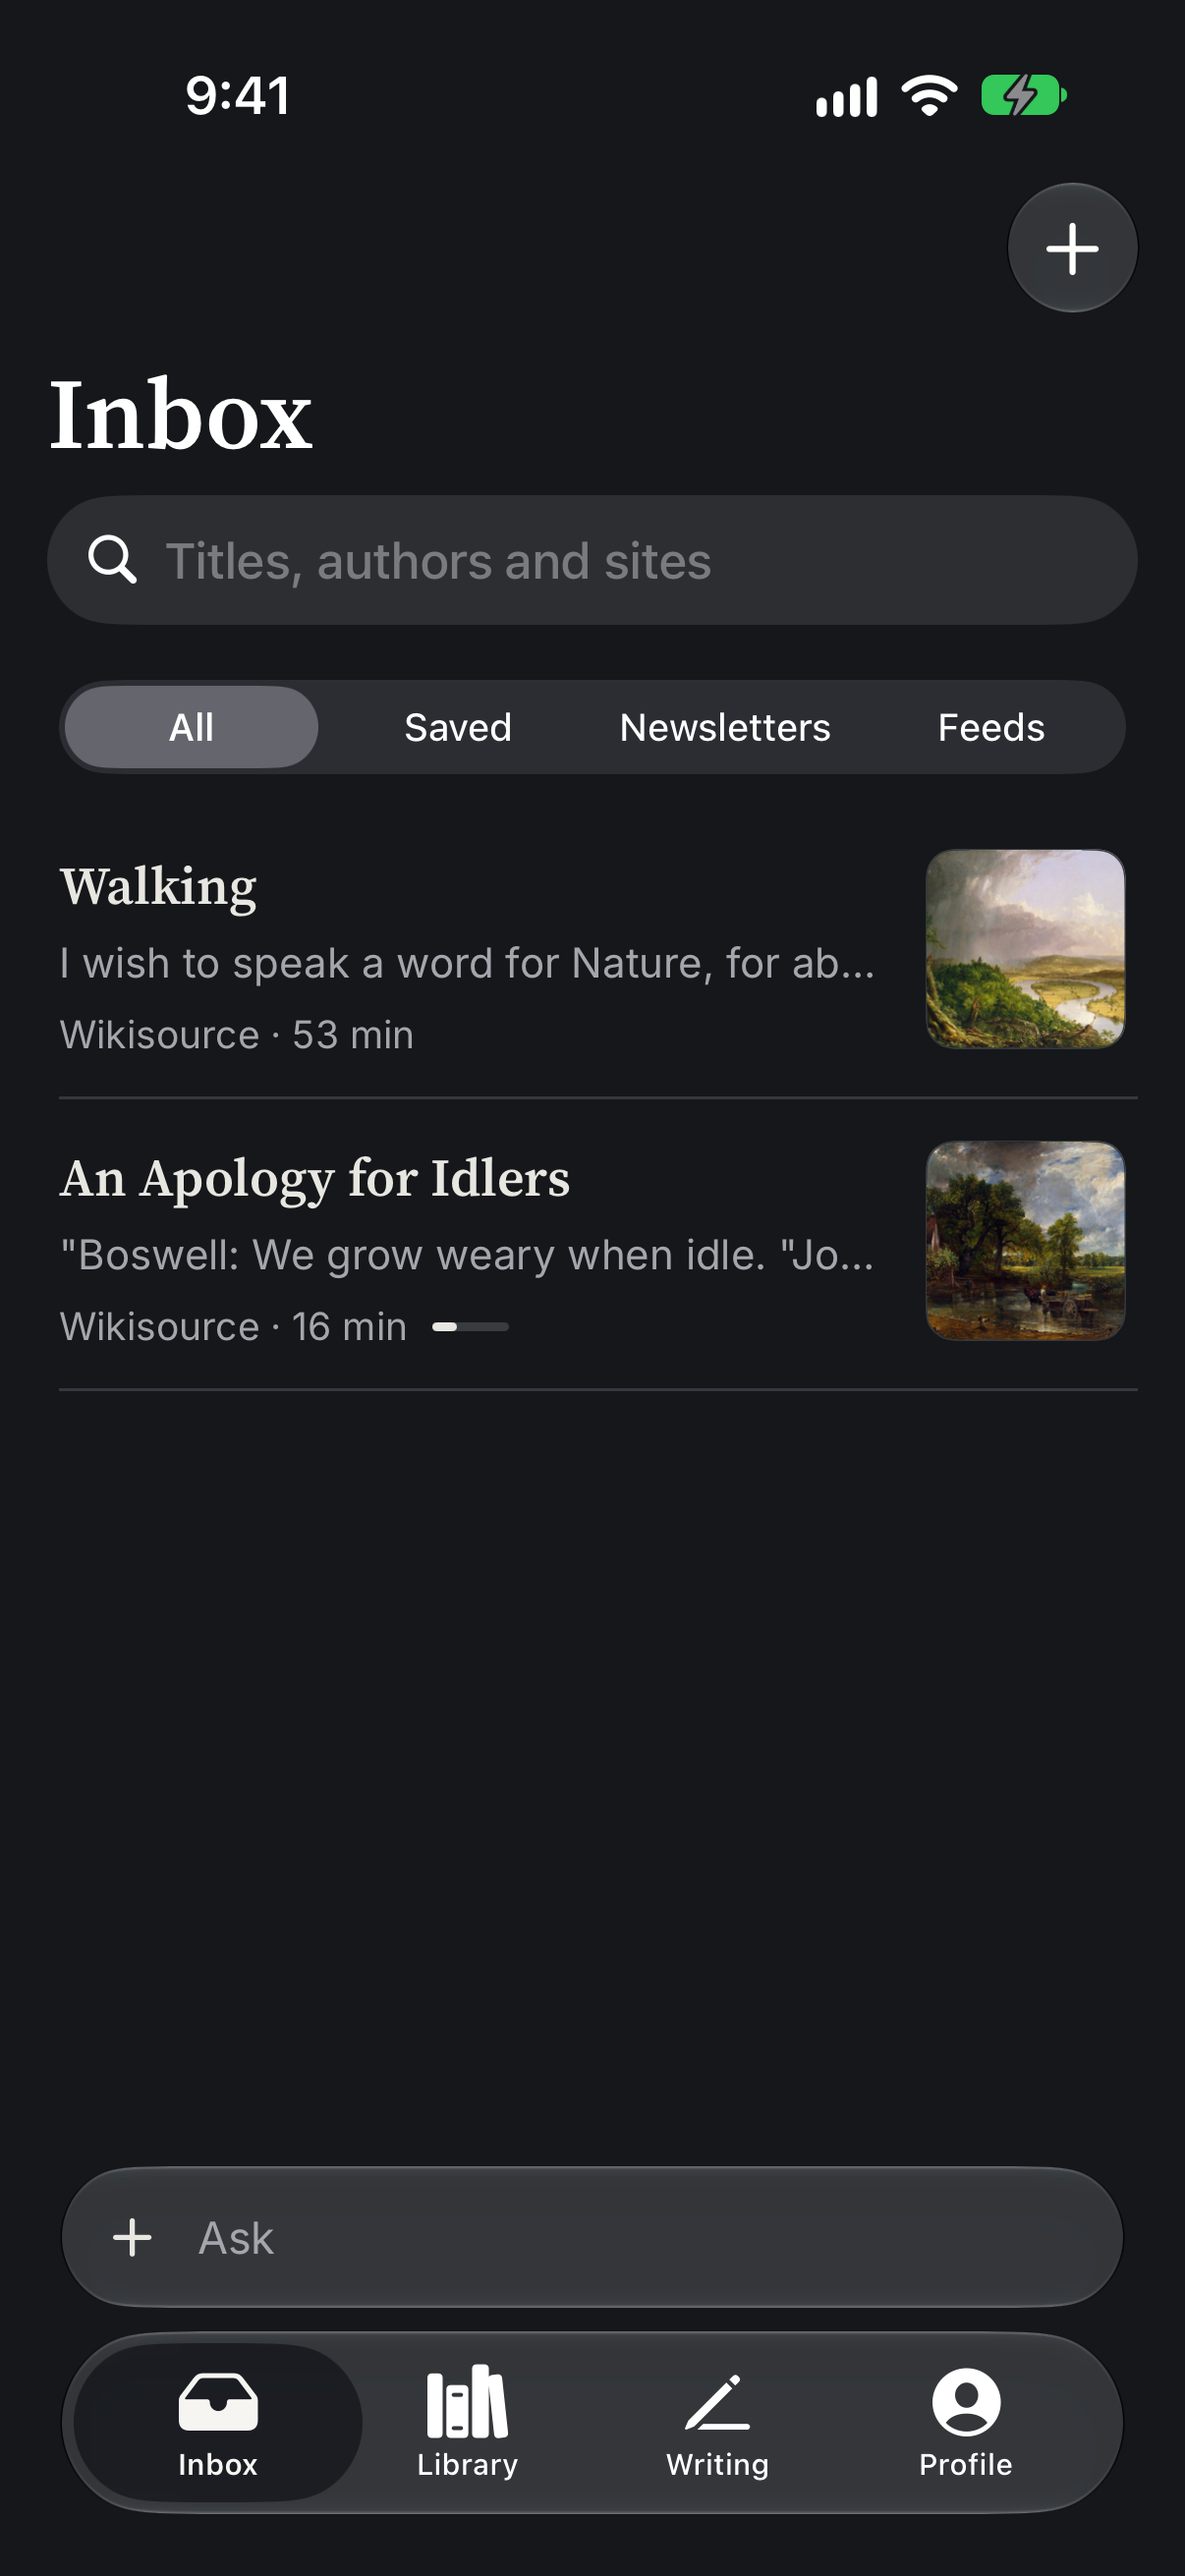 9:41
Inbox
Titles, authors and sites
All Saved Newsletters Feeds
Walking
I wish to speak a word for Nature, for ab...
Wikisource · 53 min
An Apology for Idlers
"Boswell: We grow weary when idle. "Jo...
Wikisource · 16 min
Ask
Inbox Library Writing Profile